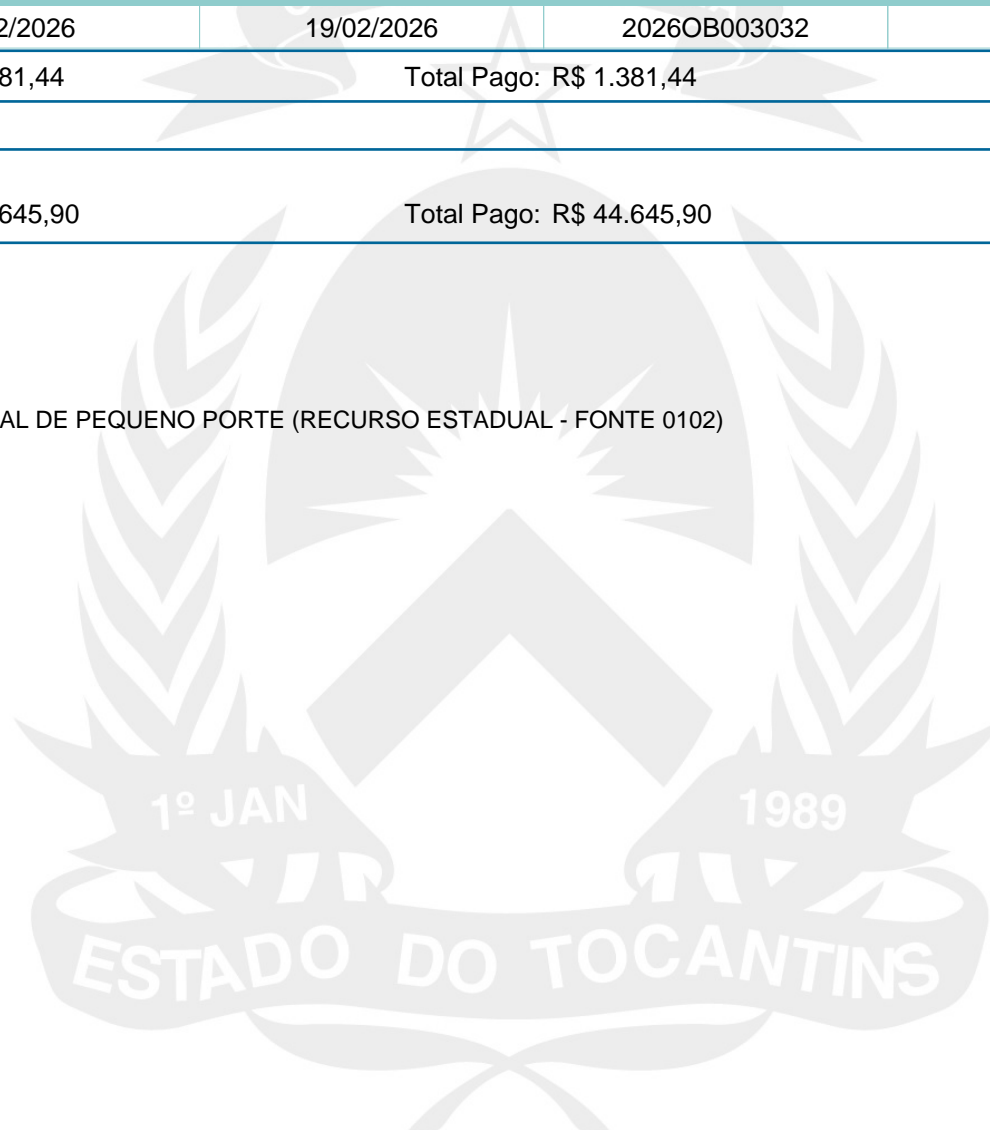 2/2026 19/02/2026 2026OB003032
81,44 Total Pago: R$ 1.381,44
645,90 Total Pago: R$ 44.645,90
AL DE PEQUENO PORTE (RECURSO ESTADUAL - FONTE 0102)
1º JAN 1989
ESTADO DO TOCANTINS